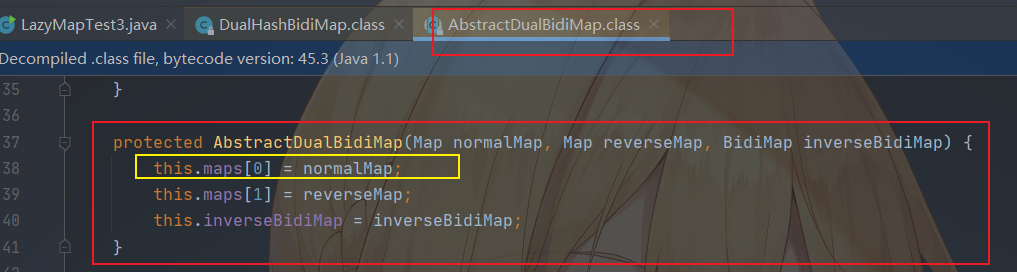 LazyMapTest3.java DualHashBidiMap.class AbstractDualBidiMap.class
Decompiled .class file, bytecode version: 45.3 (Java 1.1)
35 }
36
37 protected AbstractDualBidiMap(Map normalMap, Map reverseMap, BidiMap inverseBidiMap) {
38 this.maps[0] = normalMap;
39 this.maps[1] = reverseMap;
40 this.inverseBidiMap = inverseBidiMap;
41 }